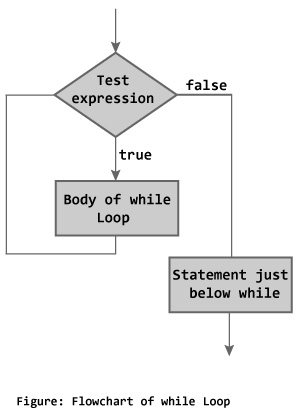 Test
expression
false
true
Body of while
Loop
Statement just
below while
Figure: Flowchart of while Loop